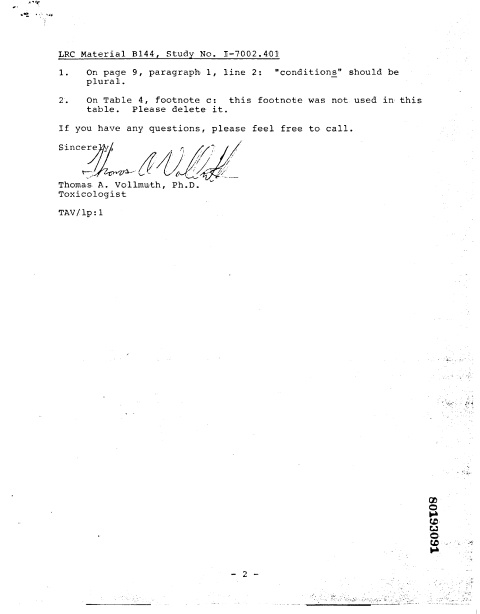 LRC Material B144, Study No. I-7002.401
1. On page 9, paragraph 1, line 2: "conditions" should be
plural.
2. On Table 4, footnote c: this footnote was not used in this
table. Please delete it.
If you have any questions, please feel free to call.
Sincerely,
Thomas A Vollmuth
Thomas A. Vollmuth, Ph.D.
Toxicologist
TAV/lp:1
80193091
- 2 -